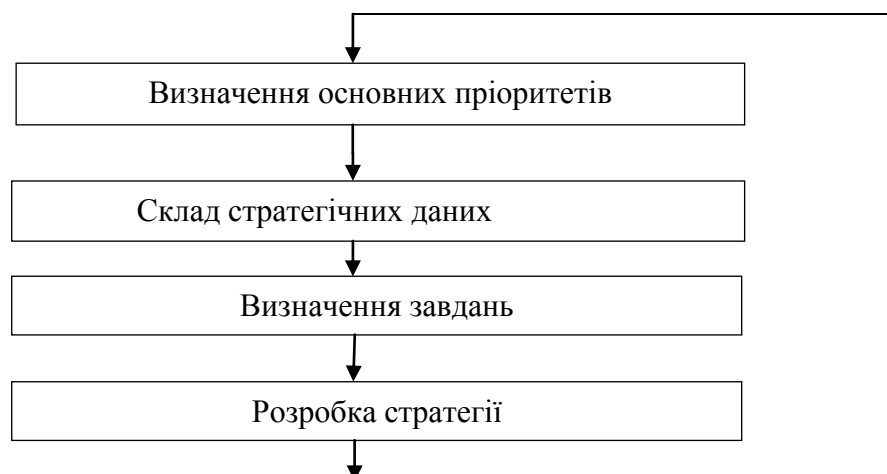 Визначення основних пріоритетів
Склад стратегічних даних
Визначення завдань
Розробка стратегії